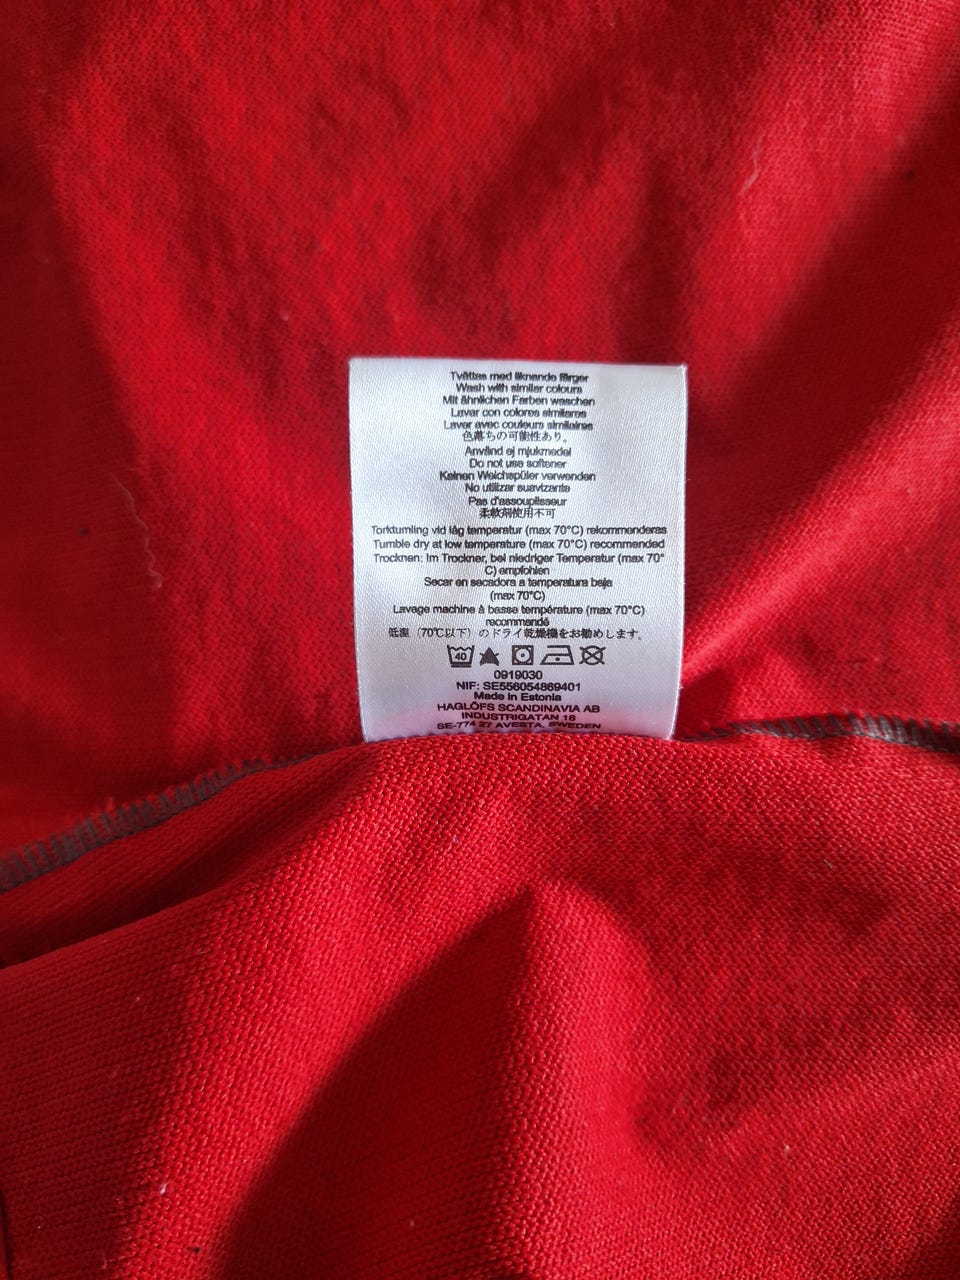 Tvättas med liknande färger
Wash with similar colours
Mit ähnlichen Farben waschen
Lavar con colores similares
Laver avec couleurs similaires
色落ちの可能性あり。
Använd ej mjukmedel
Do not use softener
Keinen Weichspüler verwenden
No utilizar suavizante
Pas d'assouplisseur
柔軟剤使用不可
Torktumling vid låg temperatur (max 70°C) rekommenderas
Tumble dry at low temperature (max 70°C) recommended
Trocknen: Im Trockner, bei niedriger Temperatur (max 70°
C) empfohlen
Secar en secadora a temperatura baja
(max 70°C)
Lavage machine à basse température (max 70°C)
recommandé
低温（70℃以下）のドライ乾燥機をお勧めします。
40
0919030
NIF: SE556054869401
Made in Estonia
HAGLÖFS SCANDINAVIA AB
INDUSTRIGATAN 18
SE-774 27 AVESTA, SWEDEN